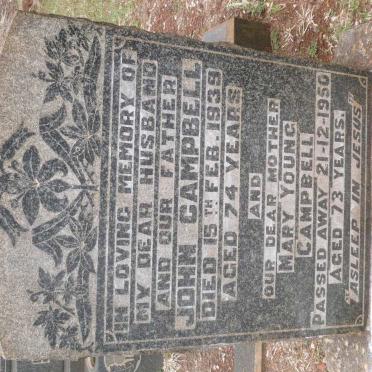 IN LOVING MEMORY OF
MY DEAR HUSBAND
AND OUR FATHER
JOHN CAMPBELL
DIED 15TH FEB. 1939
AGED 74 YEARS
AND
OUR DEAR MOTHER
MARY YOUNG
CAMPBELL
PASSED AWAY 21-12-1950
AGED 73 YEARS.
"ASLEEP IN JESUS"